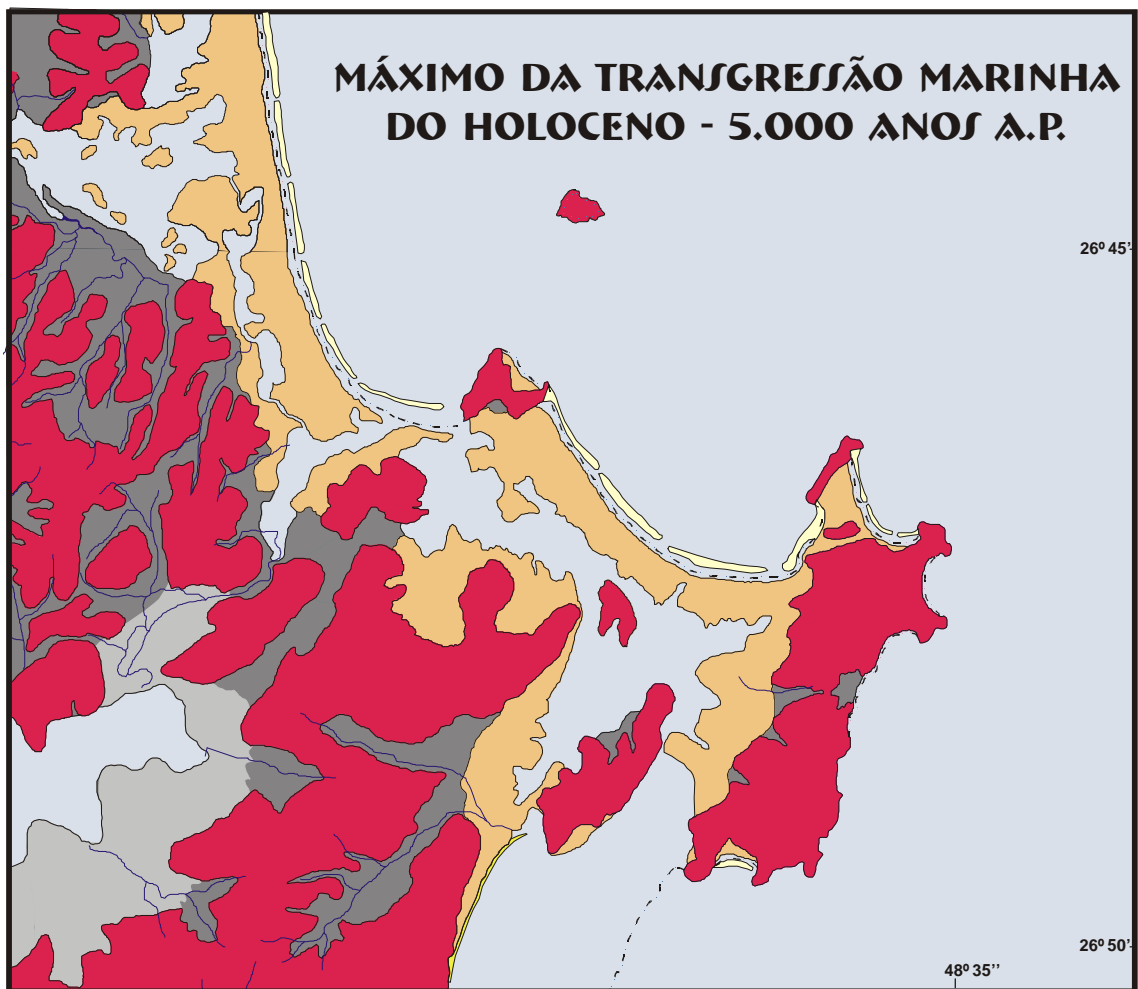 MÁXIMO DA TRANSGRESSÃO MARINHA
DO HOLOCENO - 5.000 ANOS A.P.
26º 45'
26º 50'
48º 35''